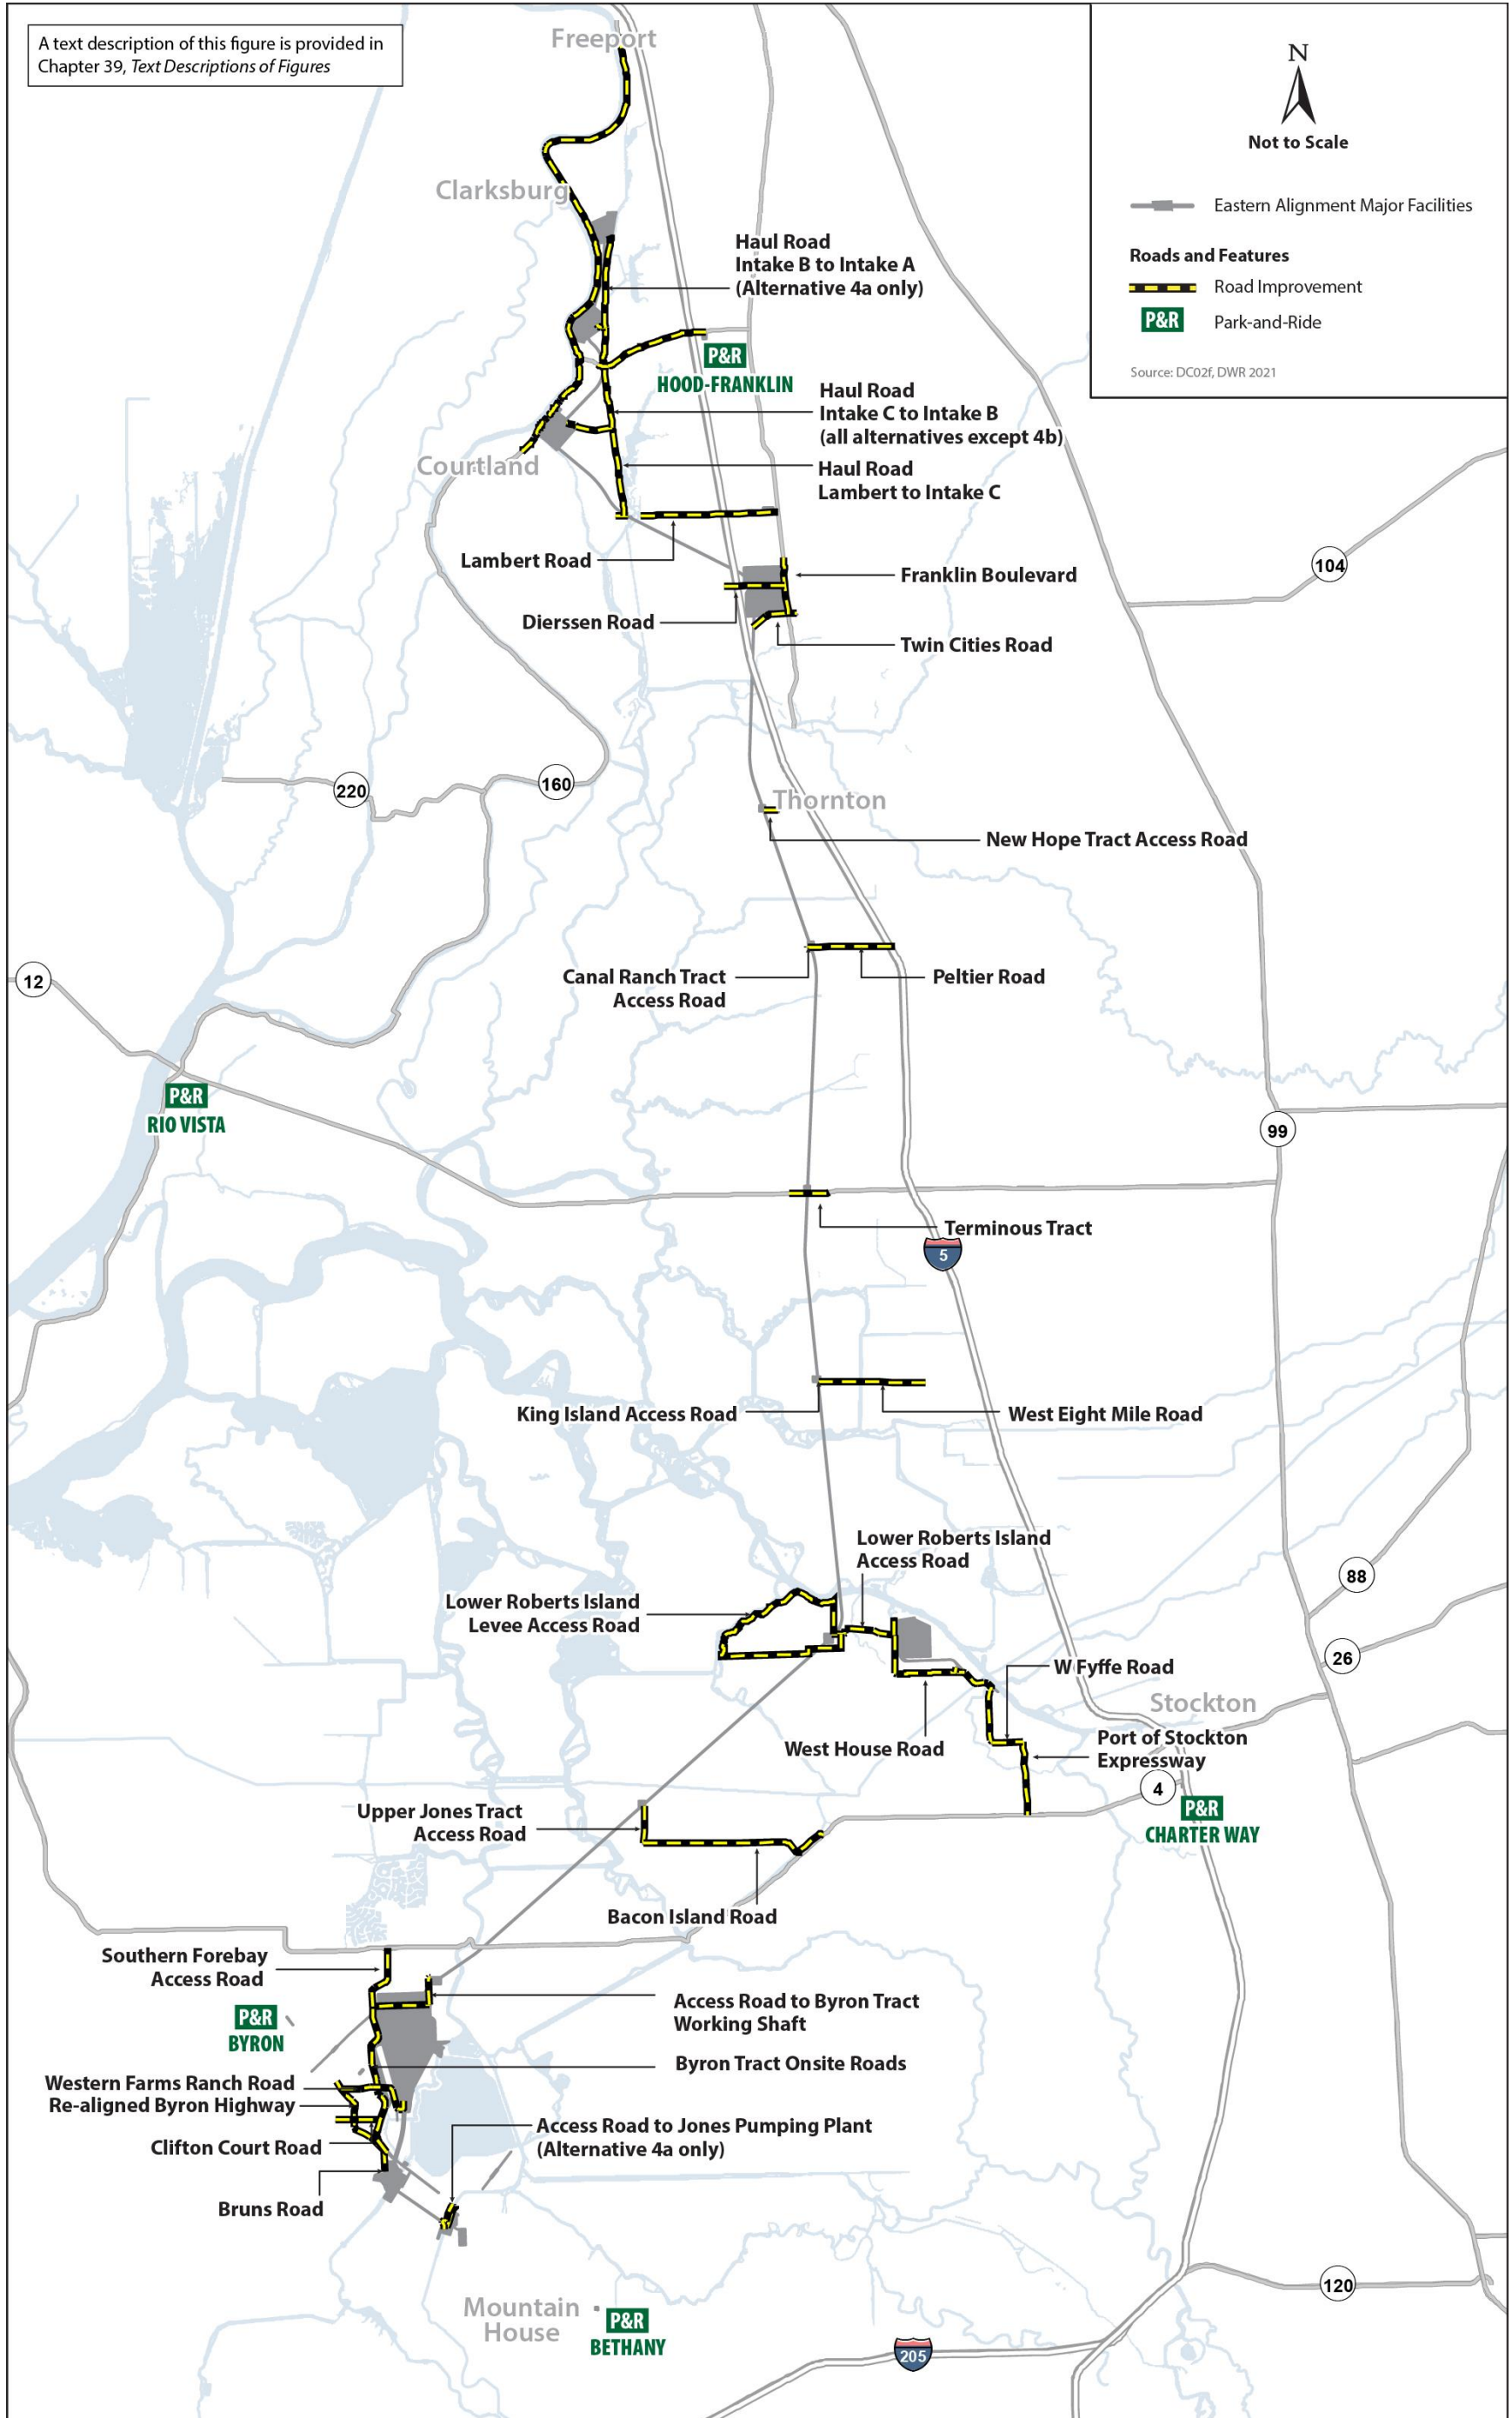 A text description of this figure is provided in
Chapter 39, Text Descriptions of Figures
Freeport
N
Not to Scale
Eastern Alignment Major Facilities
Roads and Features
Road Improvement
P&R
Park-and-Ride
Source: DC02f, DWR 2021
Clarksburg
Haul Road
Intake B to Intake A
(Alternative 4a only)
P&R
HOOD-FRANKLIN
Haul Road
Intake C to Intake B
(all alternatives except 4b)
Courtland
Haul Road
Lambert to Intake C
Lambert Road
104
Franklin Boulevard
Dierssen Road
Twin Cities Road
220
160
Thornton
New Hope Tract Access Road
12
Canal Ranch Tract
Access Road
Peltier Road
P&R
RIO VISTA
99
Terminous Tract
5
King Island Access Road
West Eight Mile Road
Lower Roberts Island
Access Road
88
Lower Roberts Island
Levee Access Road
26
W Fyffe Road
Stockton
West House Road
Port of Stockton
Expressway
4
P&R
CHARTER WAY
Upper Jones Tract
Access Road
Bacon Island Road
Southern Forebay
Access Road
P&R
BYRON
Access Road to Byron Tract
Working Shaft
Byron Tract Onsite Roads
Western Farms Ranch Road
Re-aligned Byron Highway
Clifton Court Road
Access Road to Jones Pumping Plant
(Alternative 4a only)
Bruns Road
120
Mountain
House
P&R
BETHANY
205